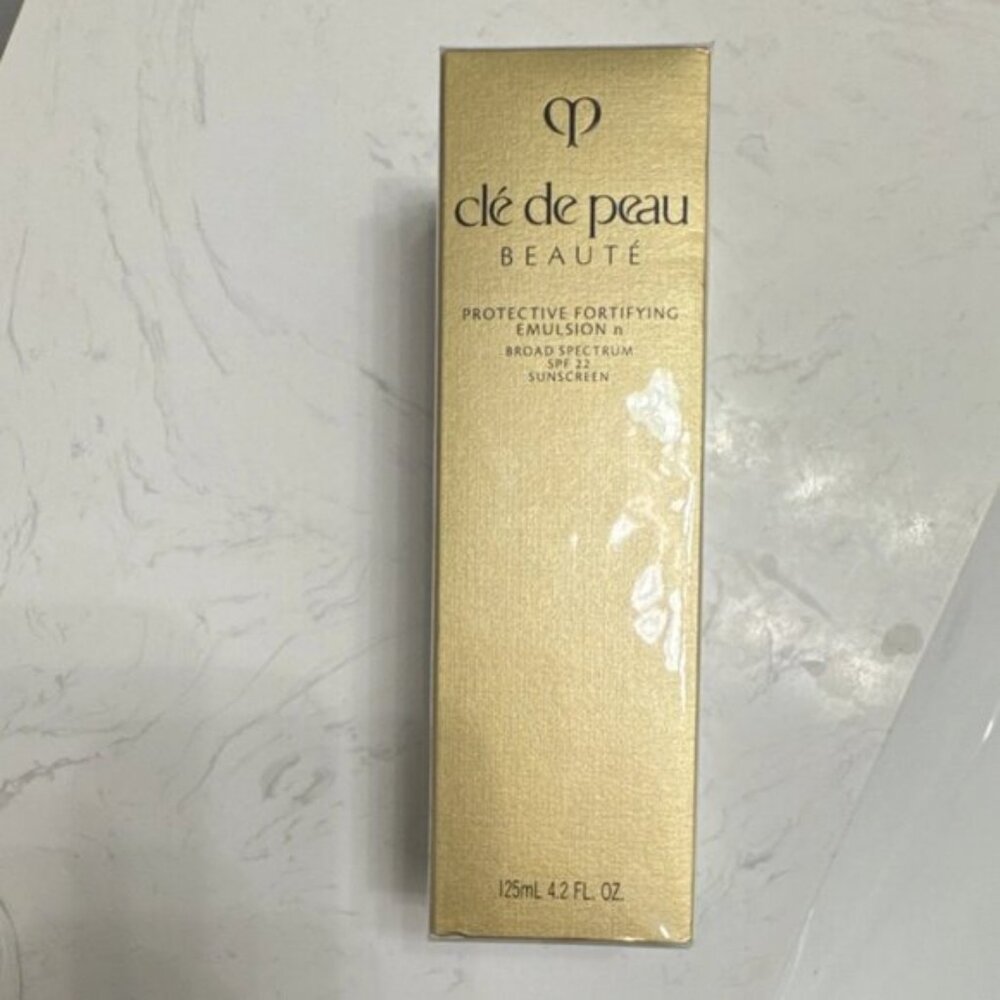 clé de peau
BEAUTÉ
PROTECTIVE FORTIFYING
EMULSION n
BROAD SPECTRUM
SPF 22
SUNSCREEN
125mL 4.2 FL. OZ.